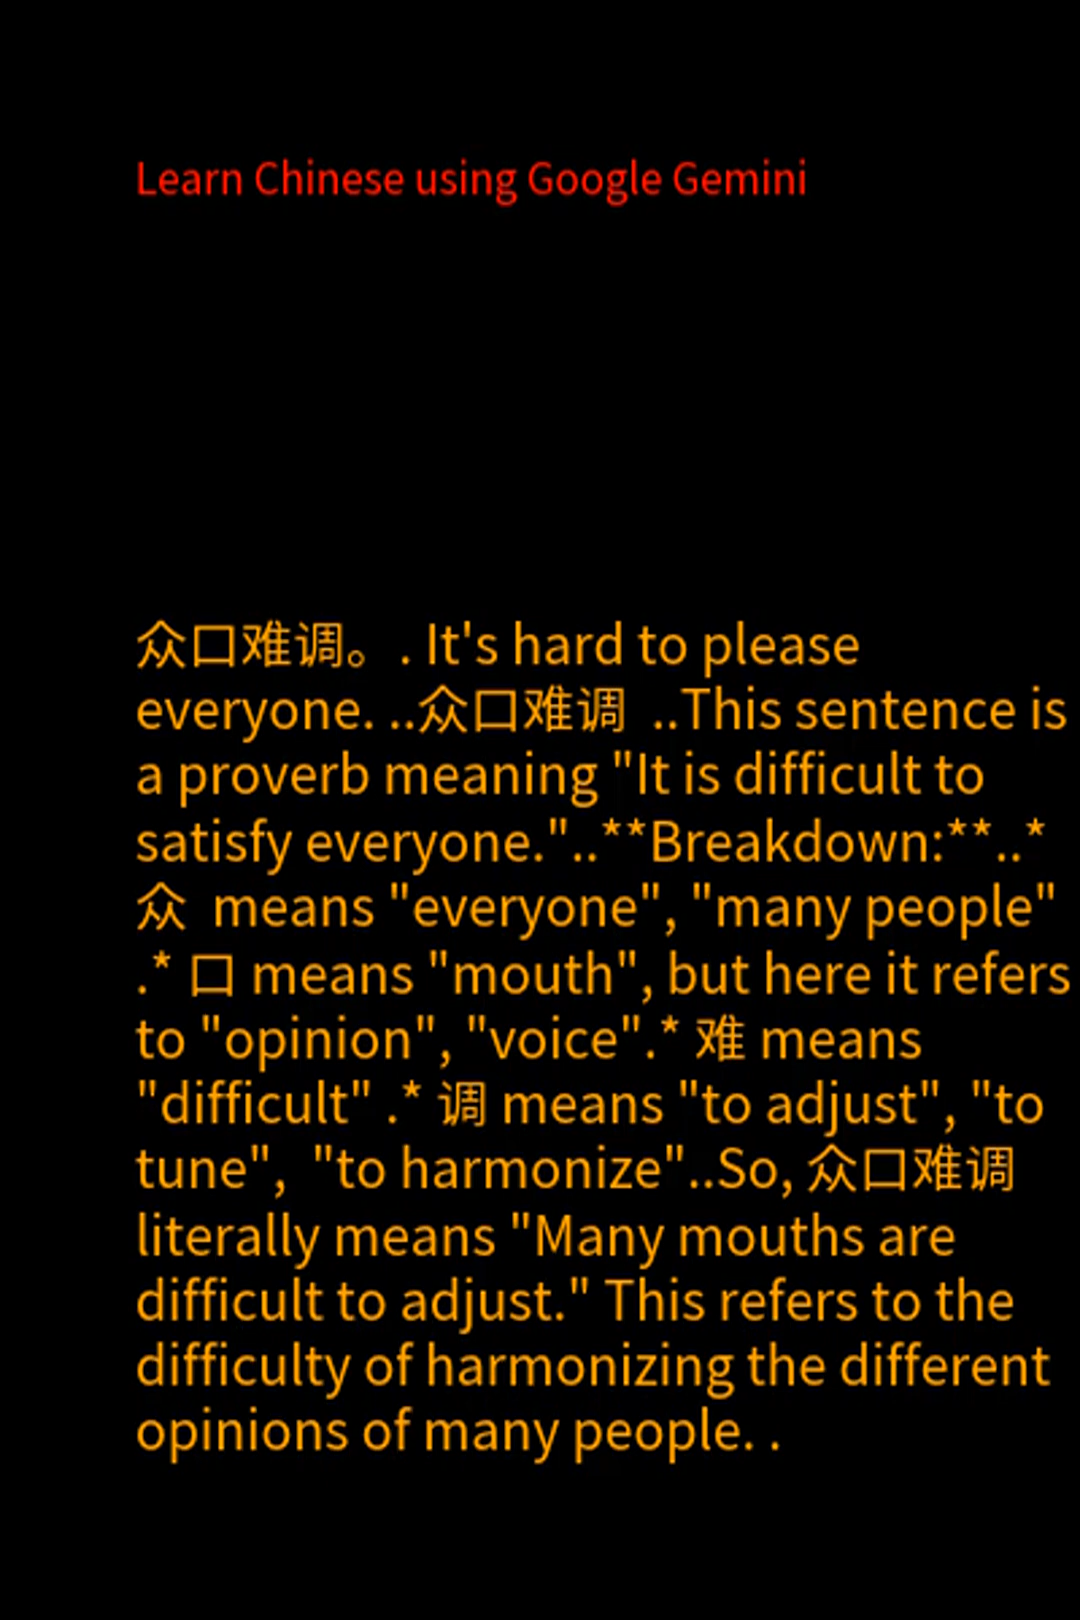 Learn Chinese using Google Gemini
众口难调。 . It's hard to please
everyone. ..众口难调  ..This sentence is
a proverb meaning "It is difficult to
satisfy everyone."..**Breakdown:**..*
众  means "everyone", "many people"
.* 口 means "mouth", but here it refers
to "opinion", "voice".* 难 means
"difficult" .* 调 means "to adjust", "to
tune",  "to harmonize"..So, 众口难调
literally means "Many mouths are
difficult to adjust." This refers to the
difficulty of harmonizing the different
opinions of many people. .